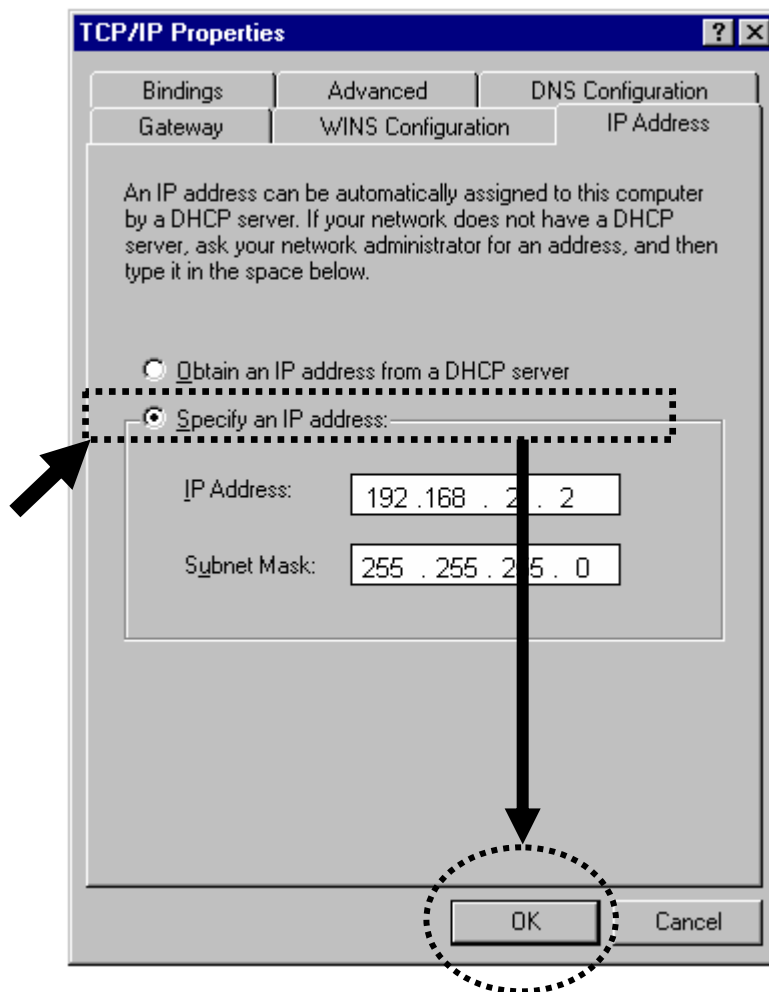 TCP/IP Properties
Bindings
Advanced
DNS Configuration
Gateway
WINS Configuration
IP Address
An IP address can be automatically assigned to this computer
by a DHCP server. If your network does not have a DHCP
server, ask your network administrator for an address, and then
type it in the space below.
Obtain an IP address from a DHCP server
Specify an IP address:
IP Address: 192 .168 . 2 . 2
Subnet Mask: 255 . 255 . 255 . 0
OK
Cancel